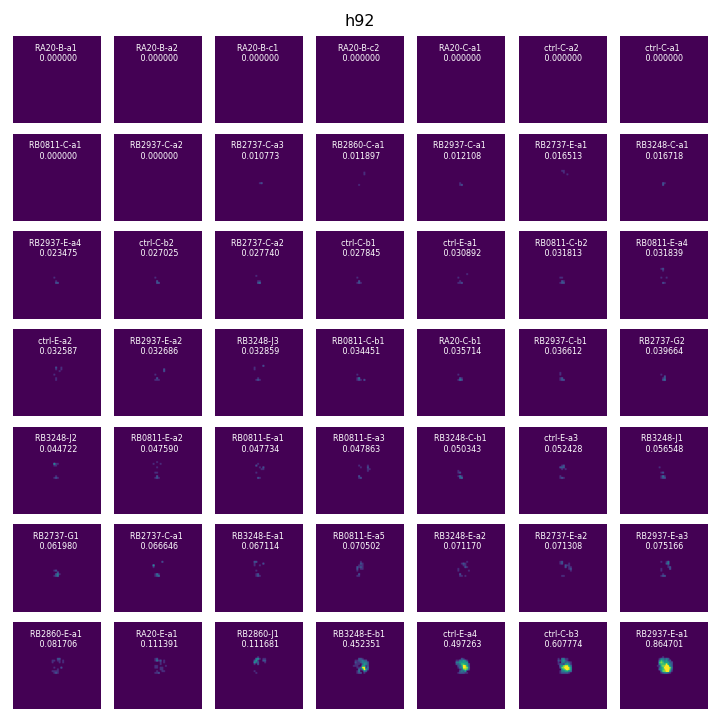 h92
RA20-B-a1
0.000000
RA20-B-a2
0.000000
RA20-B-c1
0.000000
RA20-B-c2
0.000000
RA20-C-a1
0.000000
ctrl-C-a2
0.000000
ctrl-C-a1
0.000000
RB0811-C-a1
0.000000
RB2937-C-a2
0.000000
RB2737-C-a3
0.010773
RB2860-C-a1
0.011897
RB2937-C-a1
0.012108
RB2737-E-a1
0.016513
RB3248-C-a1
0.016718
RB2937-E-a4
0.023475
ctrl-C-b2
0.027025
RB2737-C-a2
0.027740
ctrl-C-b1
0.027845
ctrl-E-a1
0.030892
RB0811-C-b2
0.031813
RB0811-E-a4
0.031839
ctrl-E-a2
0.032587
RB2937-E-a2
0.032686
RB3248-J3
0.032859
RB0811-C-b1
0.034451
RA20-C-b1
0.035714
RB2937-C-b1
0.036612
RB2737-G2
0.039664
RB3248-J2
0.044722
RB0811-E-a2
0.047590
RB0811-E-a1
0.047734
RB0811-E-a3
0.047863
RB3248-C-b1
0.050343
ctrl-E-a3
0.052428
RB3248-J1
0.056548
RB2737-G1
0.061980
RB2737-C-a1
0.066646
RB3248-E-a1
0.067114
RB0811-E-a5
0.070502
RB3248-E-a2
0.071170
RB2737-E-a2
0.071308
RB2937-E-a3
0.075166
RB2860-E-a1
0.081706
RA20-E-a1
0.111391
RB2860-J1
0.111681
RB3248-E-b1
0.452351
ctrl-E-a4
0.497263
ctrl-C-b3
0.607774
RB2937-E-a1
0.864701